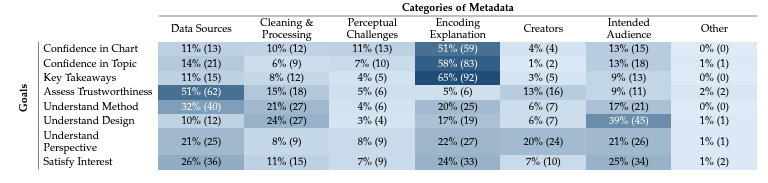 Categories of Metadata
Data Sources Cleaning & Processing Perceptual Challenges Encoding Explanation Creators Intended Audience Other
Goals
Confidence in Chart 11% (13) 10% (12) 11% (13) 51% (59) 4% (4) 13% (15) 0% (0)
Confidence in Topic 14% (21) 6% (9) 7% (10) 58% (83) 1% (2) 13% (18) 1% (1)
Key Takeaways 11% (15) 8% (12) 4% (5) 65% (92) 3% (5) 9% (13) 0% (0)
Assess Trustworthiness 51% (62) 15% (18) 5% (6) 5% (6) 13% (16) 9% (11) 2% (2)
Understand Method 32% (40) 21% (27) 4% (6) 20% (25) 6% (7) 17% (21) 0% (0)
Understand Design 10% (12) 24% (27) 3% (4) 17% (19) 6% (7) 39% (45) 1% (1)
Understand Perspective 21% (25) 8% (9) 8% (9) 22% (27) 20% (24) 21% (26) 1% (1)
Satisfy Interest 26% (36) 11% (15) 7% (9) 24% (33) 7% (10) 25% (34) 1% (2)